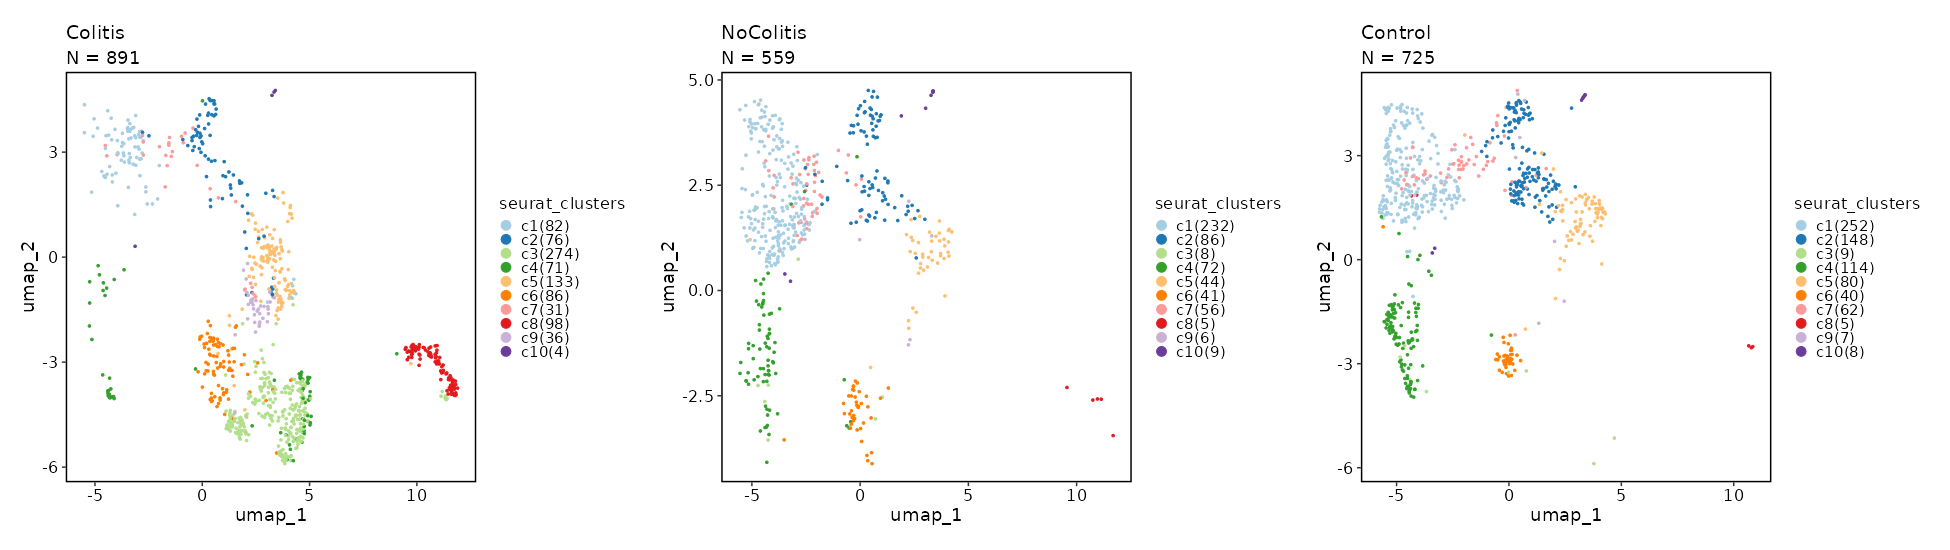 Colitis
N = 891
3
0
-3
-6
-5
0
5
10
umap_1
umap_2
seurat_clusters
c1(82)
c2(76)
c3(274)
c4(71)
c5(133)
c6(86)
c7(31)
c8(98)
c9(36)
c10(4)
NoColitis
N = 559
5.0
2.5
0.0
-2.5
-5
0
5
10
umap_1
umap_2
seurat_clusters
c1(232)
c2(86)
c3(8)
c4(72)
c5(44)
c6(41)
c7(56)
c8(5)
c9(6)
c10(9)
Control
N = 725
3
0
-3
-6
-5
0
5
10
umap_1
umap_2
seurat_clusters
c1(252)
c2(148)
c3(9)
c4(114)
c5(80)
c6(40)
c7(62)
c8(5)
c9(7)
c10(8)